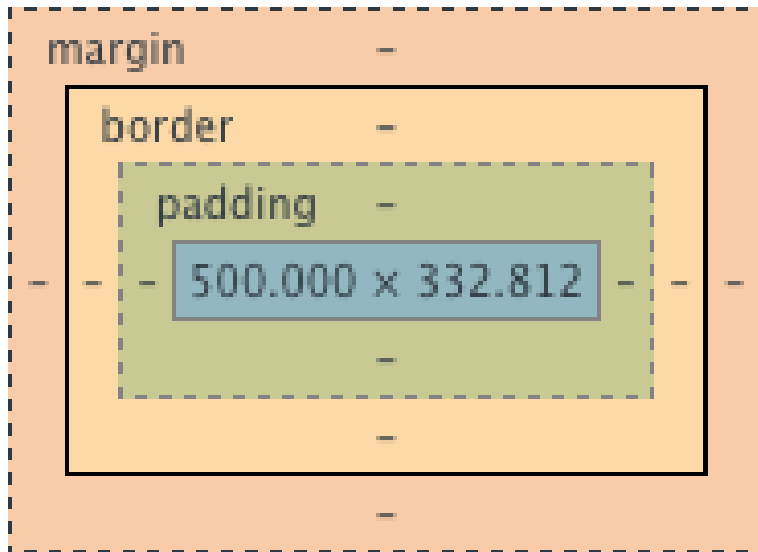 margin -
border -
padding -
- - - 500.000 x 332.812 - - -
-
-
-